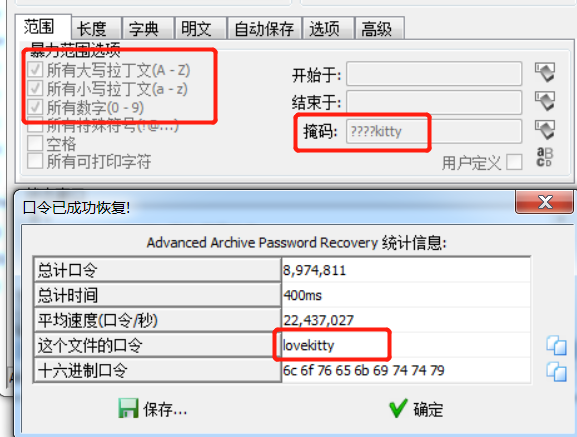 范围 长度 字典 明文 自动保存 选项 高级
暴力范围选项
所有大写拉丁文(A - Z)
所有小写拉丁文(a - z)
所有数字(0 - 9)
所有特殊符号(!@...)
空格
所有可打印字符
开始于:
结束于:
掩码: ????kitty
用户定义
口令已成功恢复!
Advanced Archive Password Recovery 统计信息:
总计口令 8,974,811
总计时间 400ms
平均速度(口令/秒) 22,437,027
这个文件的口令 lovekitty
十六进制口令 6c 6f 76 65 6b 69 74 74 79
保存... 确定